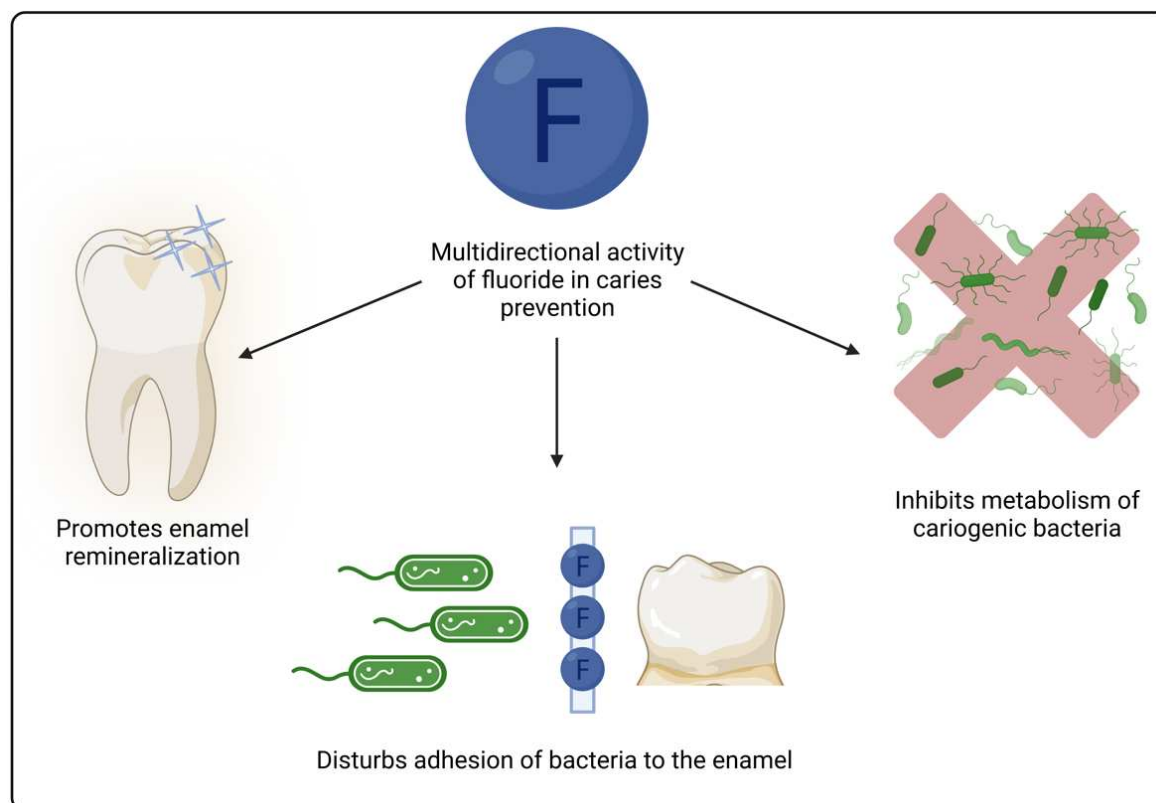 F
Multidirectional activity
of fluoride in caries
prevention
Promotes enamel
remineralization
Inhibits metabolism of
cariogenic bacteria
F
F
F
Disturbs adhesion of bacteria to the enamel